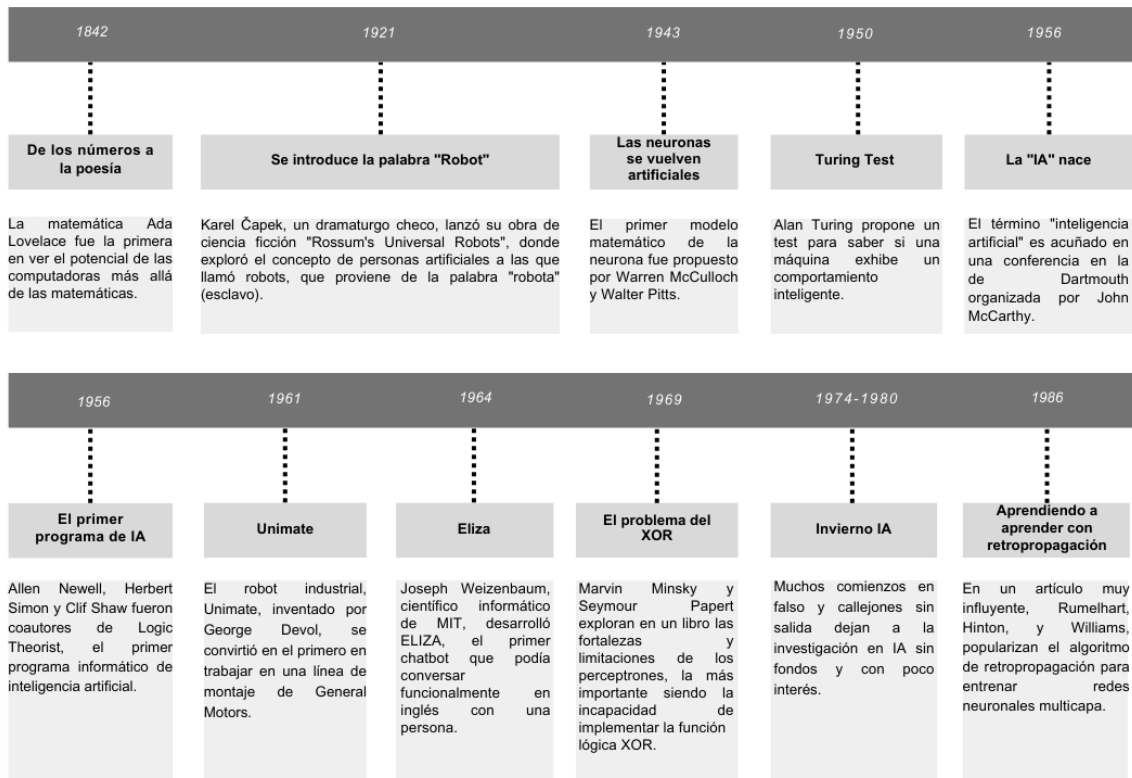 1842
1921
1943
1950
1956
De los números a
la poesía
Se introduce la palabra "Robot"
Las neuronas
se vuelven
artificiales
Turing Test
La "IA" nace
La matemática Ada
Lovelace fue la primera
en ver el potencial de las
computadoras más allá
de las matemáticas.
Karel Čapek, un dramaturgo checo, lanzó su obra de
ciencia ficción "Rossum's Universal Robots", donde
exploró el concepto de personas artificiales a las que
llamó robots, que proviene de la palabra "robota"
(esclavo).
El primer modelo
matemático de la
neurona fue propuesto
por Warren McCulloch
y Walter Pitts.
Alan Turing propone un
test para saber si una
máquina exhibe un
comportamiento
inteligente.
El término "inteligencia
artificial" es acuñado en
una conferencia en la
de Dartmouth
organizada por John
McCarthy.
1956
1961
1964
1969
1974-1980
1986
El primer
programa de IA
Unimate
Eliza
El problema del
XOR
Invierno IA
Aprendiendo a
aprender con
retropropagación
Allen Newell, Herbert
Simon y Clif Shaw fueron
coautores de Logic
Theorist, el primer
programa informático de
inteligencia artificial.
El robot industrial,
Unimate, inventado por
George Devol, se
convirtió en el primero en
trabajar en una línea de
montaje de General
Motors.
Joseph Weizenbaum,
científico informático
de MIT, desarrolló
ELIZA, el primer
chatbot que podía
conversar
funcionalmente en
inglés con una
persona.
Marvin Minsky y
Seymour Papert
exploran en un libro las
fortalezas y
limitaciones de los
perceptrones, la más
importante siendo la
incapacidad de
implementar la función
lógica XOR.
Muchos comienzos en
falso y callejones sin
salida dejan a la
investigación en IA sin
fondos y con poco
interés.
En un artículo muy
influyente, Rumelhart,
Hinton, y Williams,
popularizan el algoritmo
de retropropagación para
entrenar redes
neuronales multicapa.